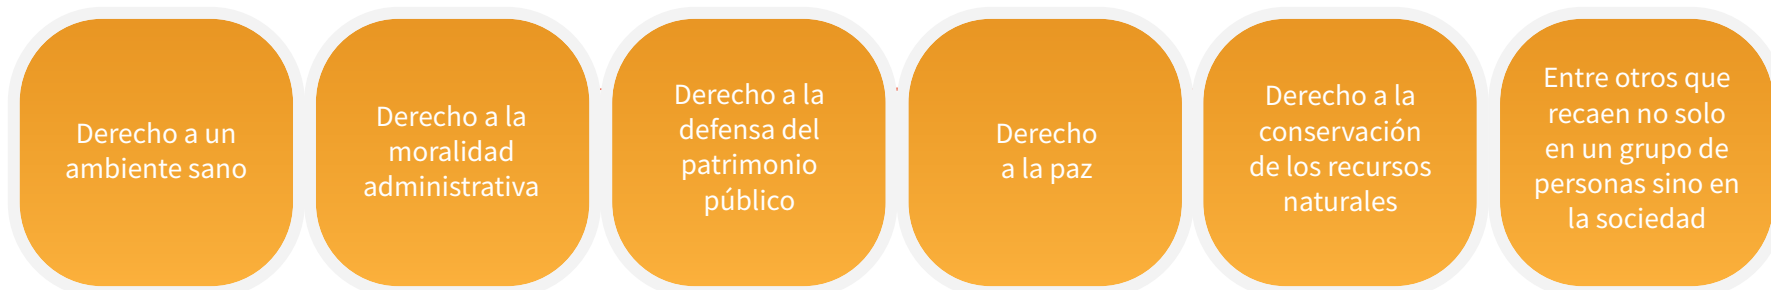 Derecho a un
ambiente sano
Derecho a la
moralidad
administrativa
Derecho a la
defensa del
patrimonio
público
Derecho
a la paz
Derecho a la
conservación
de los recursos
naturales
Entre otros que
recaen no solo
en un grupo de
personas sino en
la sociedad